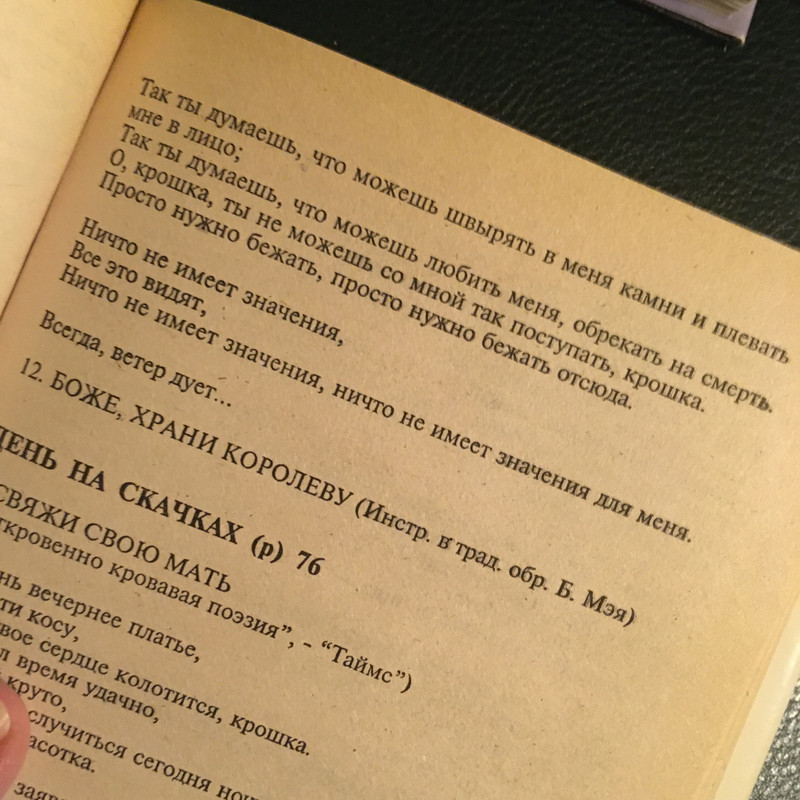 Так ты думаешь, что можешь швырять в меня камни и плевать
мне в лицо;
Так ты думаешь, что можешь любить меня, обрекать на смерть.
О, крошка, ты не можешь со мной так поступать, крошка.
Просто нужно бежать, просто нужно бежать отсюда.
Ничто не имеет значения,
Все это видят,
Ничто не имеет значения, ничто не имеет значения для меня.
Всегда, ветер дует...
12. БОЖЕ, ХРАНИ КОРОЛЕВУ (Инстр. в трад. обр. Б. Мэя)
ДЕНЬ НА СКАЧКАХ (р) 76
СВЯЖИ СВОЮ МАТЬ
кровенно кровавая поэзия”, - “Таймс”)
вечернее платье,
косу,
сердце колотится, крошка.
время удачно,
круто,
случиться сегодня